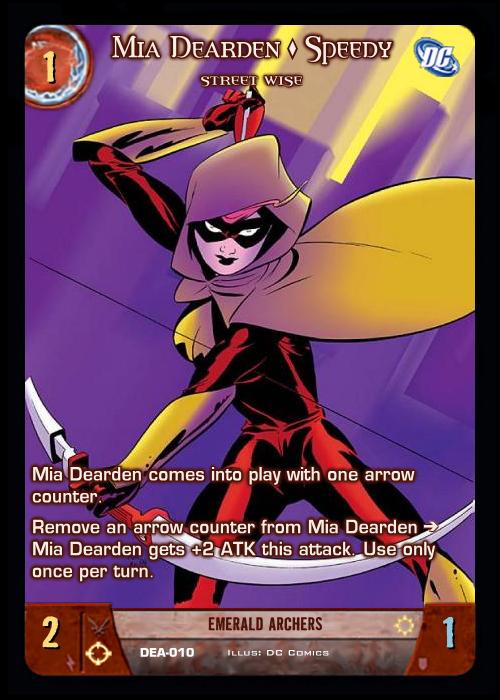 1
Mia Dearden ♦ Speedy
DC
STREET WISE
Mia Dearden comes into play with one arrow
counter.
Remove an arrow counter from Mia Dearden →
Mia Dearden gets +2 ATK this attack. Use only
once per turn.
2
EMERALD ARCHERS
1
DEA-010
Illus: DC Comics